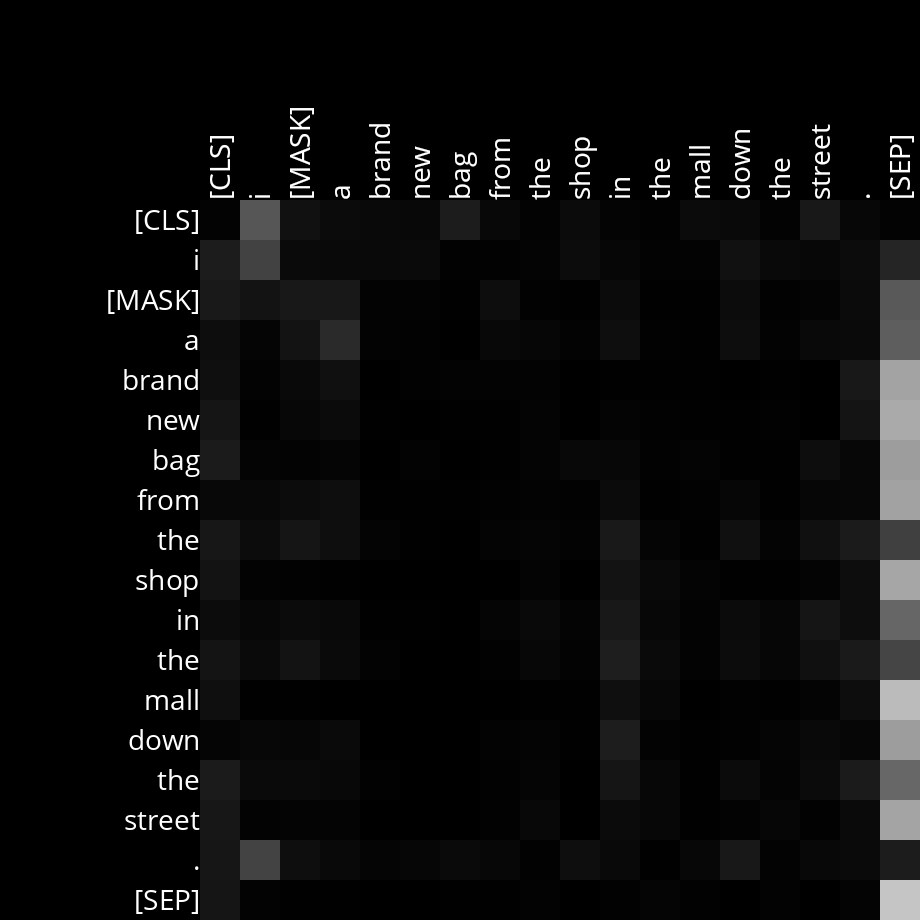 [CLS] i [MASK] a brand new bag from the shop in the mall down the street . [SEP]
[CLS]
i
[MASK]
a
brand
new
bag
from
the
shop
in
the
mall
down
the
street
.
[SEP]